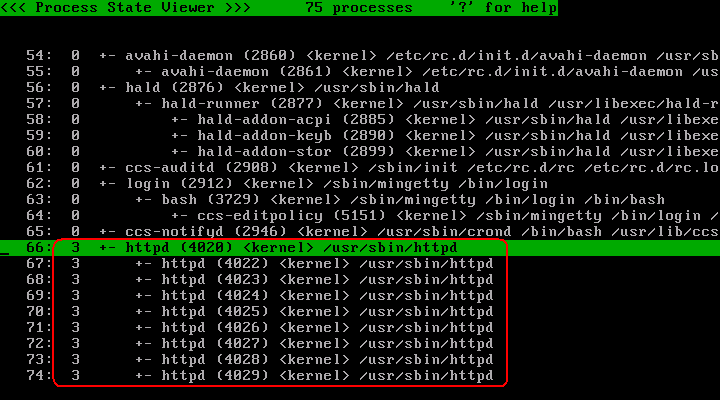 <<< Process State Viewer >>>      75 processes    '?' for help
54:  0  +- avahi-daemon (2860) <kernel> /etc/rc.d/init.d/avahi-daemon /usr/sb
55:  0      +- avahi-daemon (2861) <kernel> /etc/rc.d/init.d/avahi-daemon /us
56:  0  +- hald (2876) <kernel> /usr/sbin/hald
57:  0      +- hald-runner (2877) <kernel> /usr/sbin/hald /usr/libexec/hald-r
58:  0          +- hald-addon-acpi (2885) <kernel> /usr/sbin/hald /usr/libexe
59:  0          +- hald-addon-keyb (2890) <kernel> /usr/sbin/hald /usr/libexe
60:  0          +- hald-addon-stor (2899) <kernel> /usr/sbin/hald /usr/libexe
61:  0  +- ccs-auditd (2908) <kernel> /sbin/init /etc/rc.d/rc /etc/rc.d/rc.lo
62:  0  +- login (2912) <kernel> /sbin/mingetty /bin/login
63:  0      +- bash (3729) <kernel> /sbin/mingetty /bin/login /bin/bash
64:  0          +- ccs-editpolicy (5151) <kernel> /sbin/mingetty /bin/login /
65:  0  +- ccs-notifyd (2946) <kernel> /usr/sbin/crond /bin/bash /usr/lib/ccs
66:  3  +- httpd (4020) <kernel> /usr/sbin/httpd
67:  3      +- httpd (4022) <kernel> /usr/sbin/httpd
68:  3      +- httpd (4023) <kernel> /usr/sbin/httpd
69:  3      +- httpd (4024) <kernel> /usr/sbin/httpd
70:  3      +- httpd (4025) <kernel> /usr/sbin/httpd
71:  3      +- httpd (4026) <kernel> /usr/sbin/httpd
72:  3      +- httpd (4027) <kernel> /usr/sbin/httpd
73:  3      +- httpd (4028) <kernel> /usr/sbin/httpd
74:  3      +- httpd (4029) <kernel> /usr/sbin/httpd